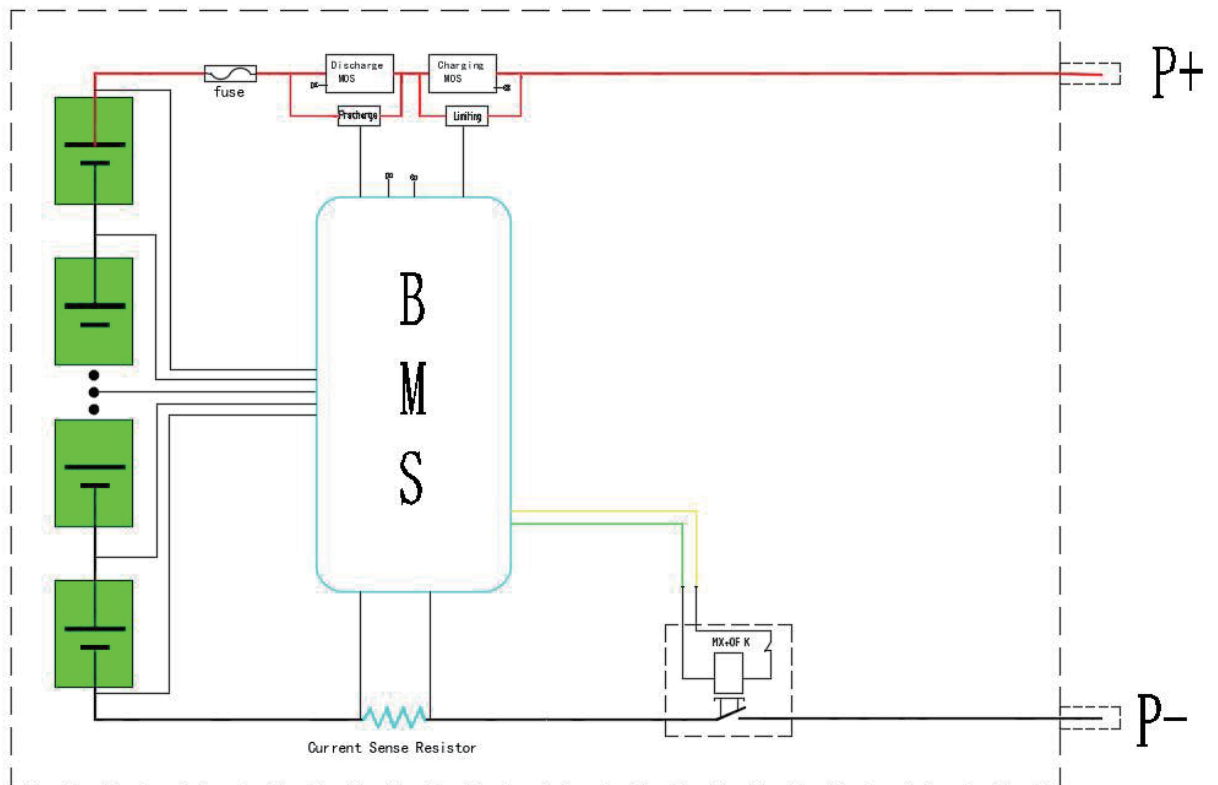 P+
Discharge
MOS
Charging
MOS
fuse
Precharge
Limiting
B
M
S
MX+OF K
P-
Current Sense Resistor